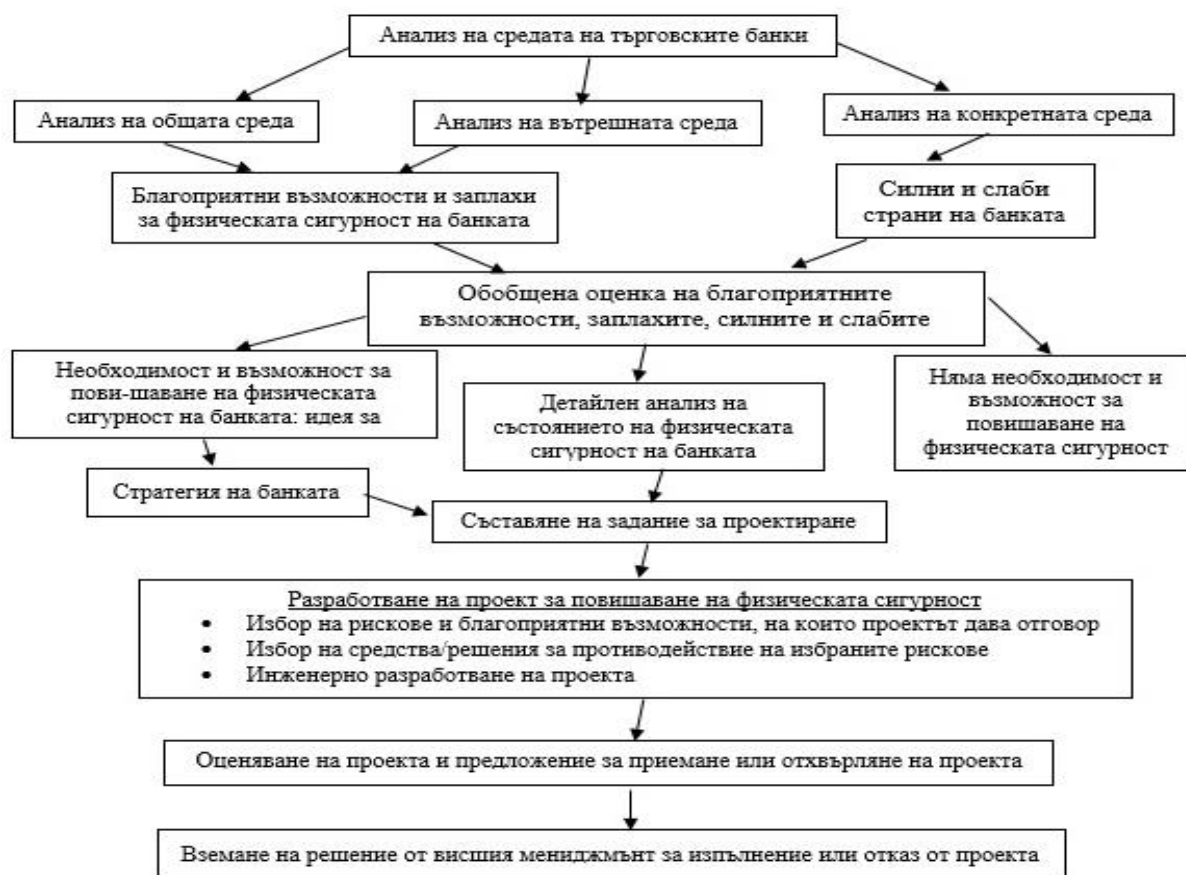 Анализ на средата на търговските банки
Анализ на общата среда
Анализ на вътрешната среда
Анализ на конкретната среда
Благоприятни възможности и заплахи
за физическата сигурност на банката
Силни и слаби
страни на банката
Обобщена оценка на благоприятните
възможности, заплахите, силните и слабите
Необходимост и възможност за
пови-шаване на физическата
сигурност на банката: идея за
Детайлен анализ на
състоянието на физическата
сигурност на банката
Няма необходимост и
възможност за
повишаване на
физическата сигурност
Стратегия на банката
Съставяне на задание за проектиране
Разработване на проект за повишаване на физическата сигурност
• Избор на рискове и благоприятни възможности, на които проектът дава отговор
• Избор на средства/решения за противодействие на избраните рискове
• Инженерно разработване на проекта
Оценяване на проекта и предложение за приемане или отхвърляне на проекта
Вземане на решение от висшия мениджмънт за изпълнение или отказ от проекта